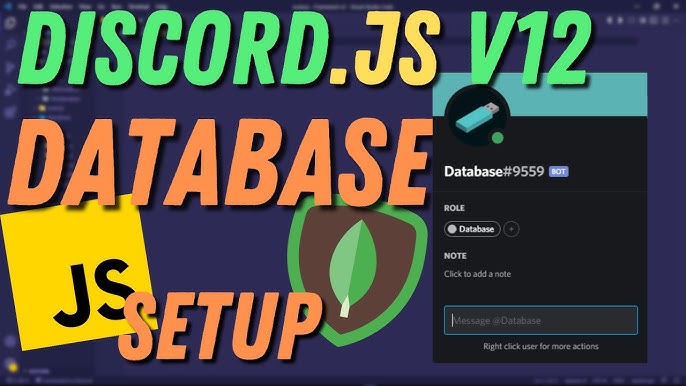 DISCORD.JS V12
DATABASE
JS
SETUP
Database#9559 BOT
ROLE
Database +
NOTE
Click to add a note
Message @Database
Right click user for more actions